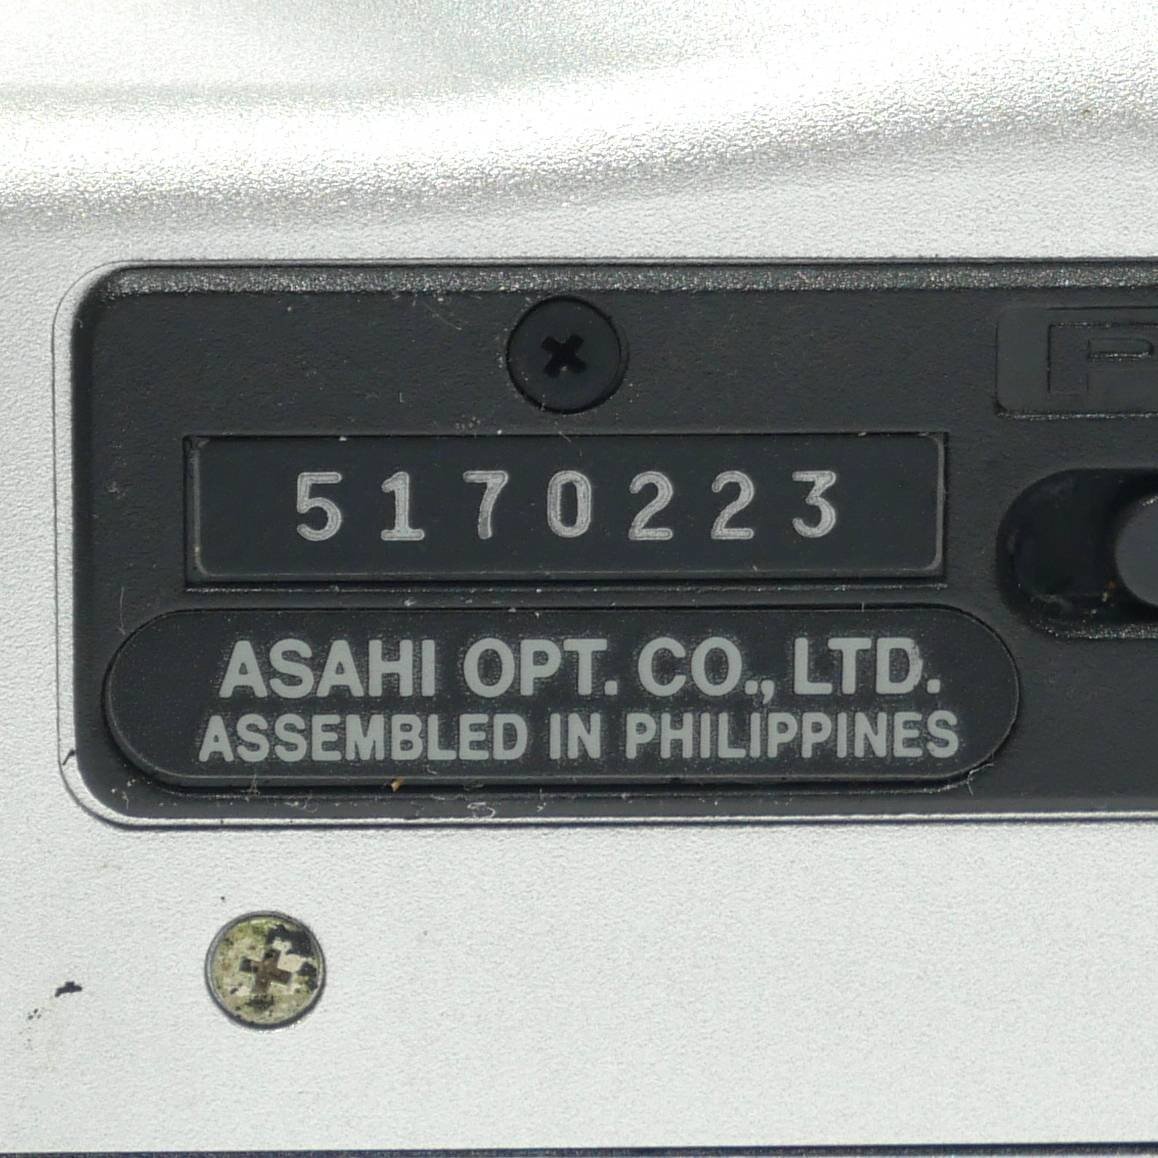 5170223
ASAHI OPT. CO., LTD.
ASSEMBLED IN PHILIPPINES
P